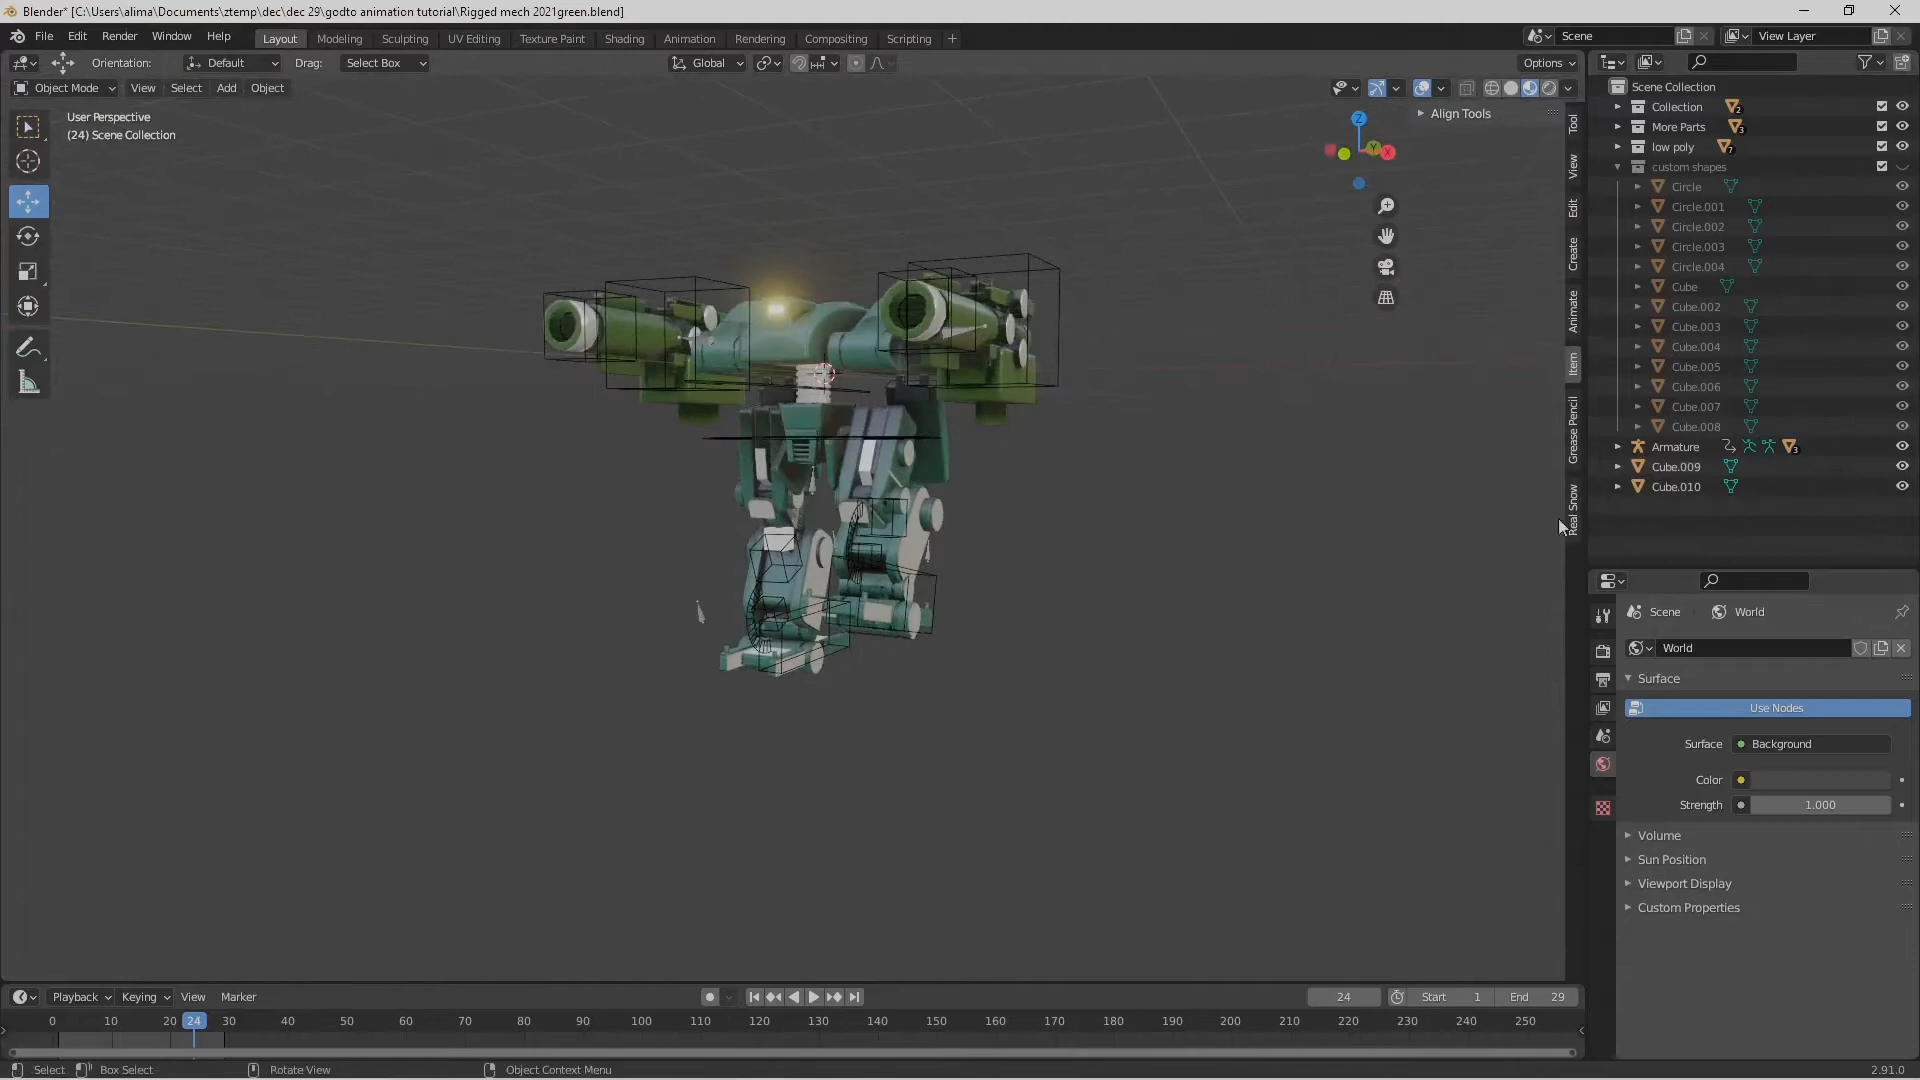 Blender* [C:\Users\alima\Documents\ztemp\dec\dec 29\godto animation tutorial\Rigged mech 2021green.blend]
File Edit Render Window Help Layout Modeling Sculpting UV Editing Texture Paint Shading Animation Rendering Compositing Scripting + Scene View Layer
Orientation: Default Drag: Select Box Global Options
Object Mode View Select Add Object
User Perspective
(24) Scene Collection
Align Tools
Z
Y
X
Tool
View
Edit
Create
Animate
Item
Grease Pencil
Real Snow
Scene Collection
Collection 2
More Parts 3
low poly 7
custom shapes
Circle
Circle.001
Circle.002
Circle.003
Circle.004
Cube
Cube.002
Cube.003
Cube.004
Cube.005
Cube.006
Cube.007
Cube.008
Armature 3
Cube.009
Cube.010
Scene World
World
Surface
Use Nodes
Surface Background
Color
Strength 1.000
Volume
Sun Position
Viewport Display
Custom Properties
Playback Keying View Marker 24 Start 1 End 29
0 10 20 24 30 40 50 60 70 80 90 100 110 120 130 140 150 160 170 180 190 200 210 220 230 240 250
Select Box Select Rotate View Object Context Menu 2.91.0